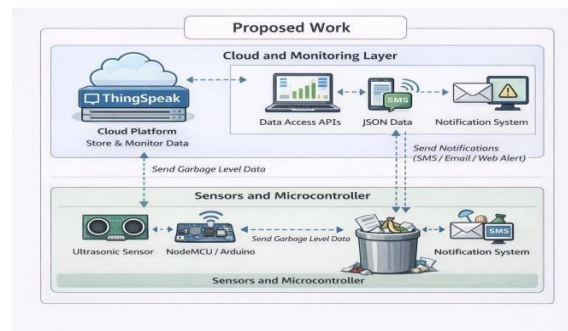 Proposed Work
Cloud and Monitoring Layer
ThingSpeak
Cloud Platform
Store & Monitor Data
Data Access APIs
SMS
JSON Data
Notification System
Send Notifications
(SMS / Email / Web Alert)
Send Garbage Level Data
Sensors and Microcontroller
Ultrasonic Sensor
NodeMCU / Arduino
Send Garbage Level Data
SMS
Notification System
Sensors and Microcontroller